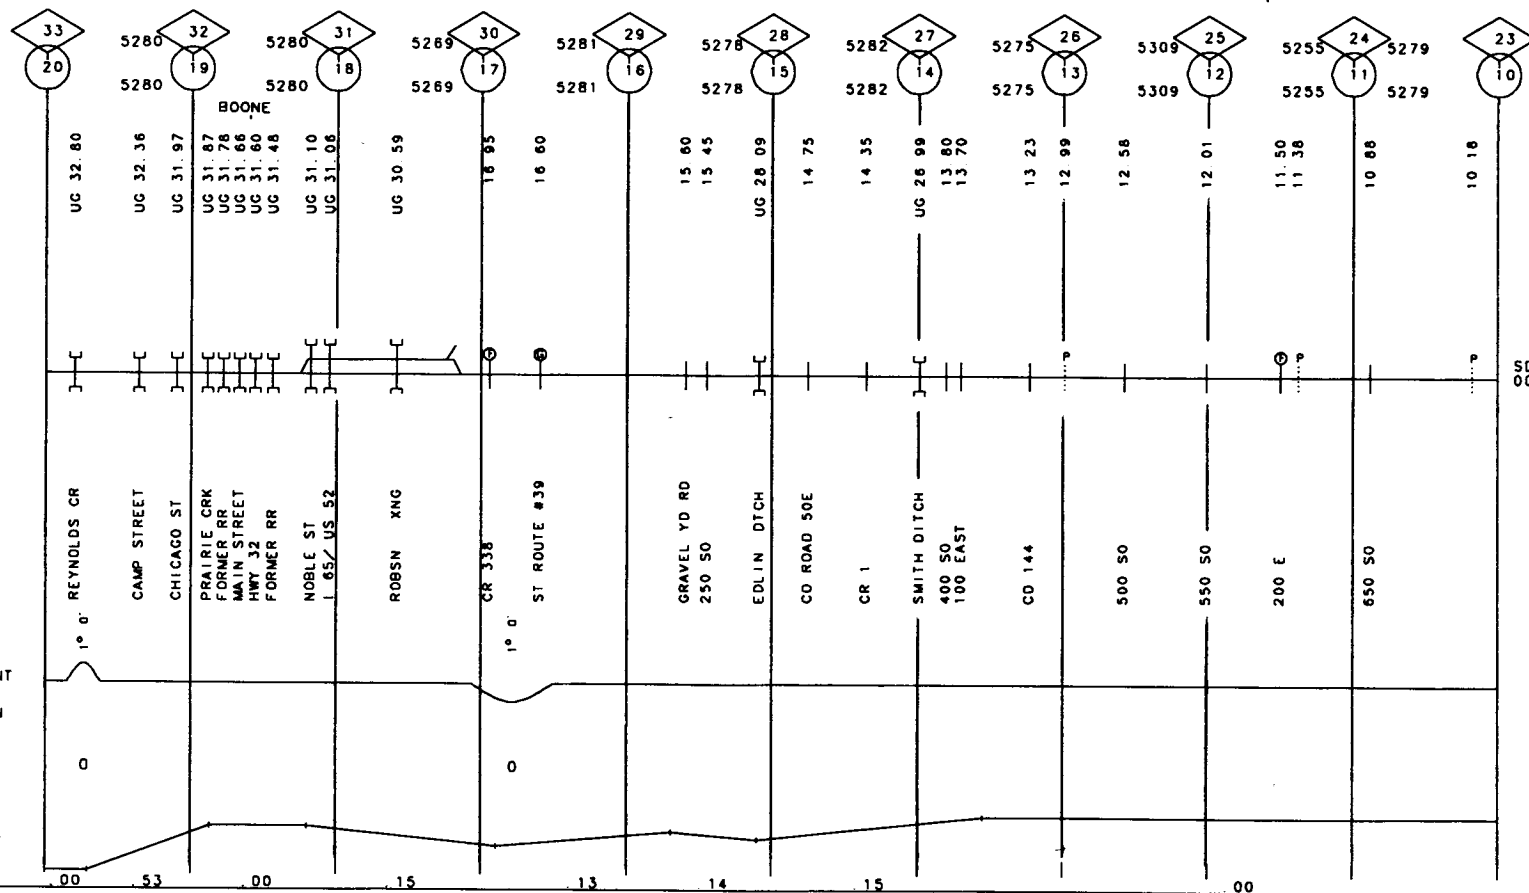 33 32 31 30 29 28 27 26 25 24 23
5280 5280 5269 5281 5278 5282 5275 5309 5255 5279
20 19 18 17 16 15 14 13 12 11 10
5280 5280 5269 5281 5278 5282 5275 5309 5255 5279
BOONE
UG 32.80
UG 32.36
UG 31.97
UG 31.87
UG 31.78
UG 31.66
UG 31.60
UG 31.48
UG 31.10
UG 31.06
UG 30.59
16 95
16 60
15.60
15 45
UG 28 09
14 75
14 35
UG 26 99
13 80
13.70
13 23
12.99
12 58
12 01
11.50
11 38
10 88
10 18
P P P P P
SD
REYNOLDS CR
CAMP STREET
CHICAGO ST
PRAIRIE CRK
FORMER RR
MAIN STREET
HWY 32
FORMER RR
NOBLE ST
I 65/ US 52
ROBSN XNG
CR 338
ST ROUTE #39
GRAVEL YD RD
250 SO
EDLIN DTCH
CO ROAD 50E
CR 1
SMITH DITCH
400 SO
100 EAST
CO 144
500 SO
550 SO
200 E
650 SO
1° 0'
1° 0'
NT
N
0 0
.00 .53 .00 .15 .13 .14 .15 .00